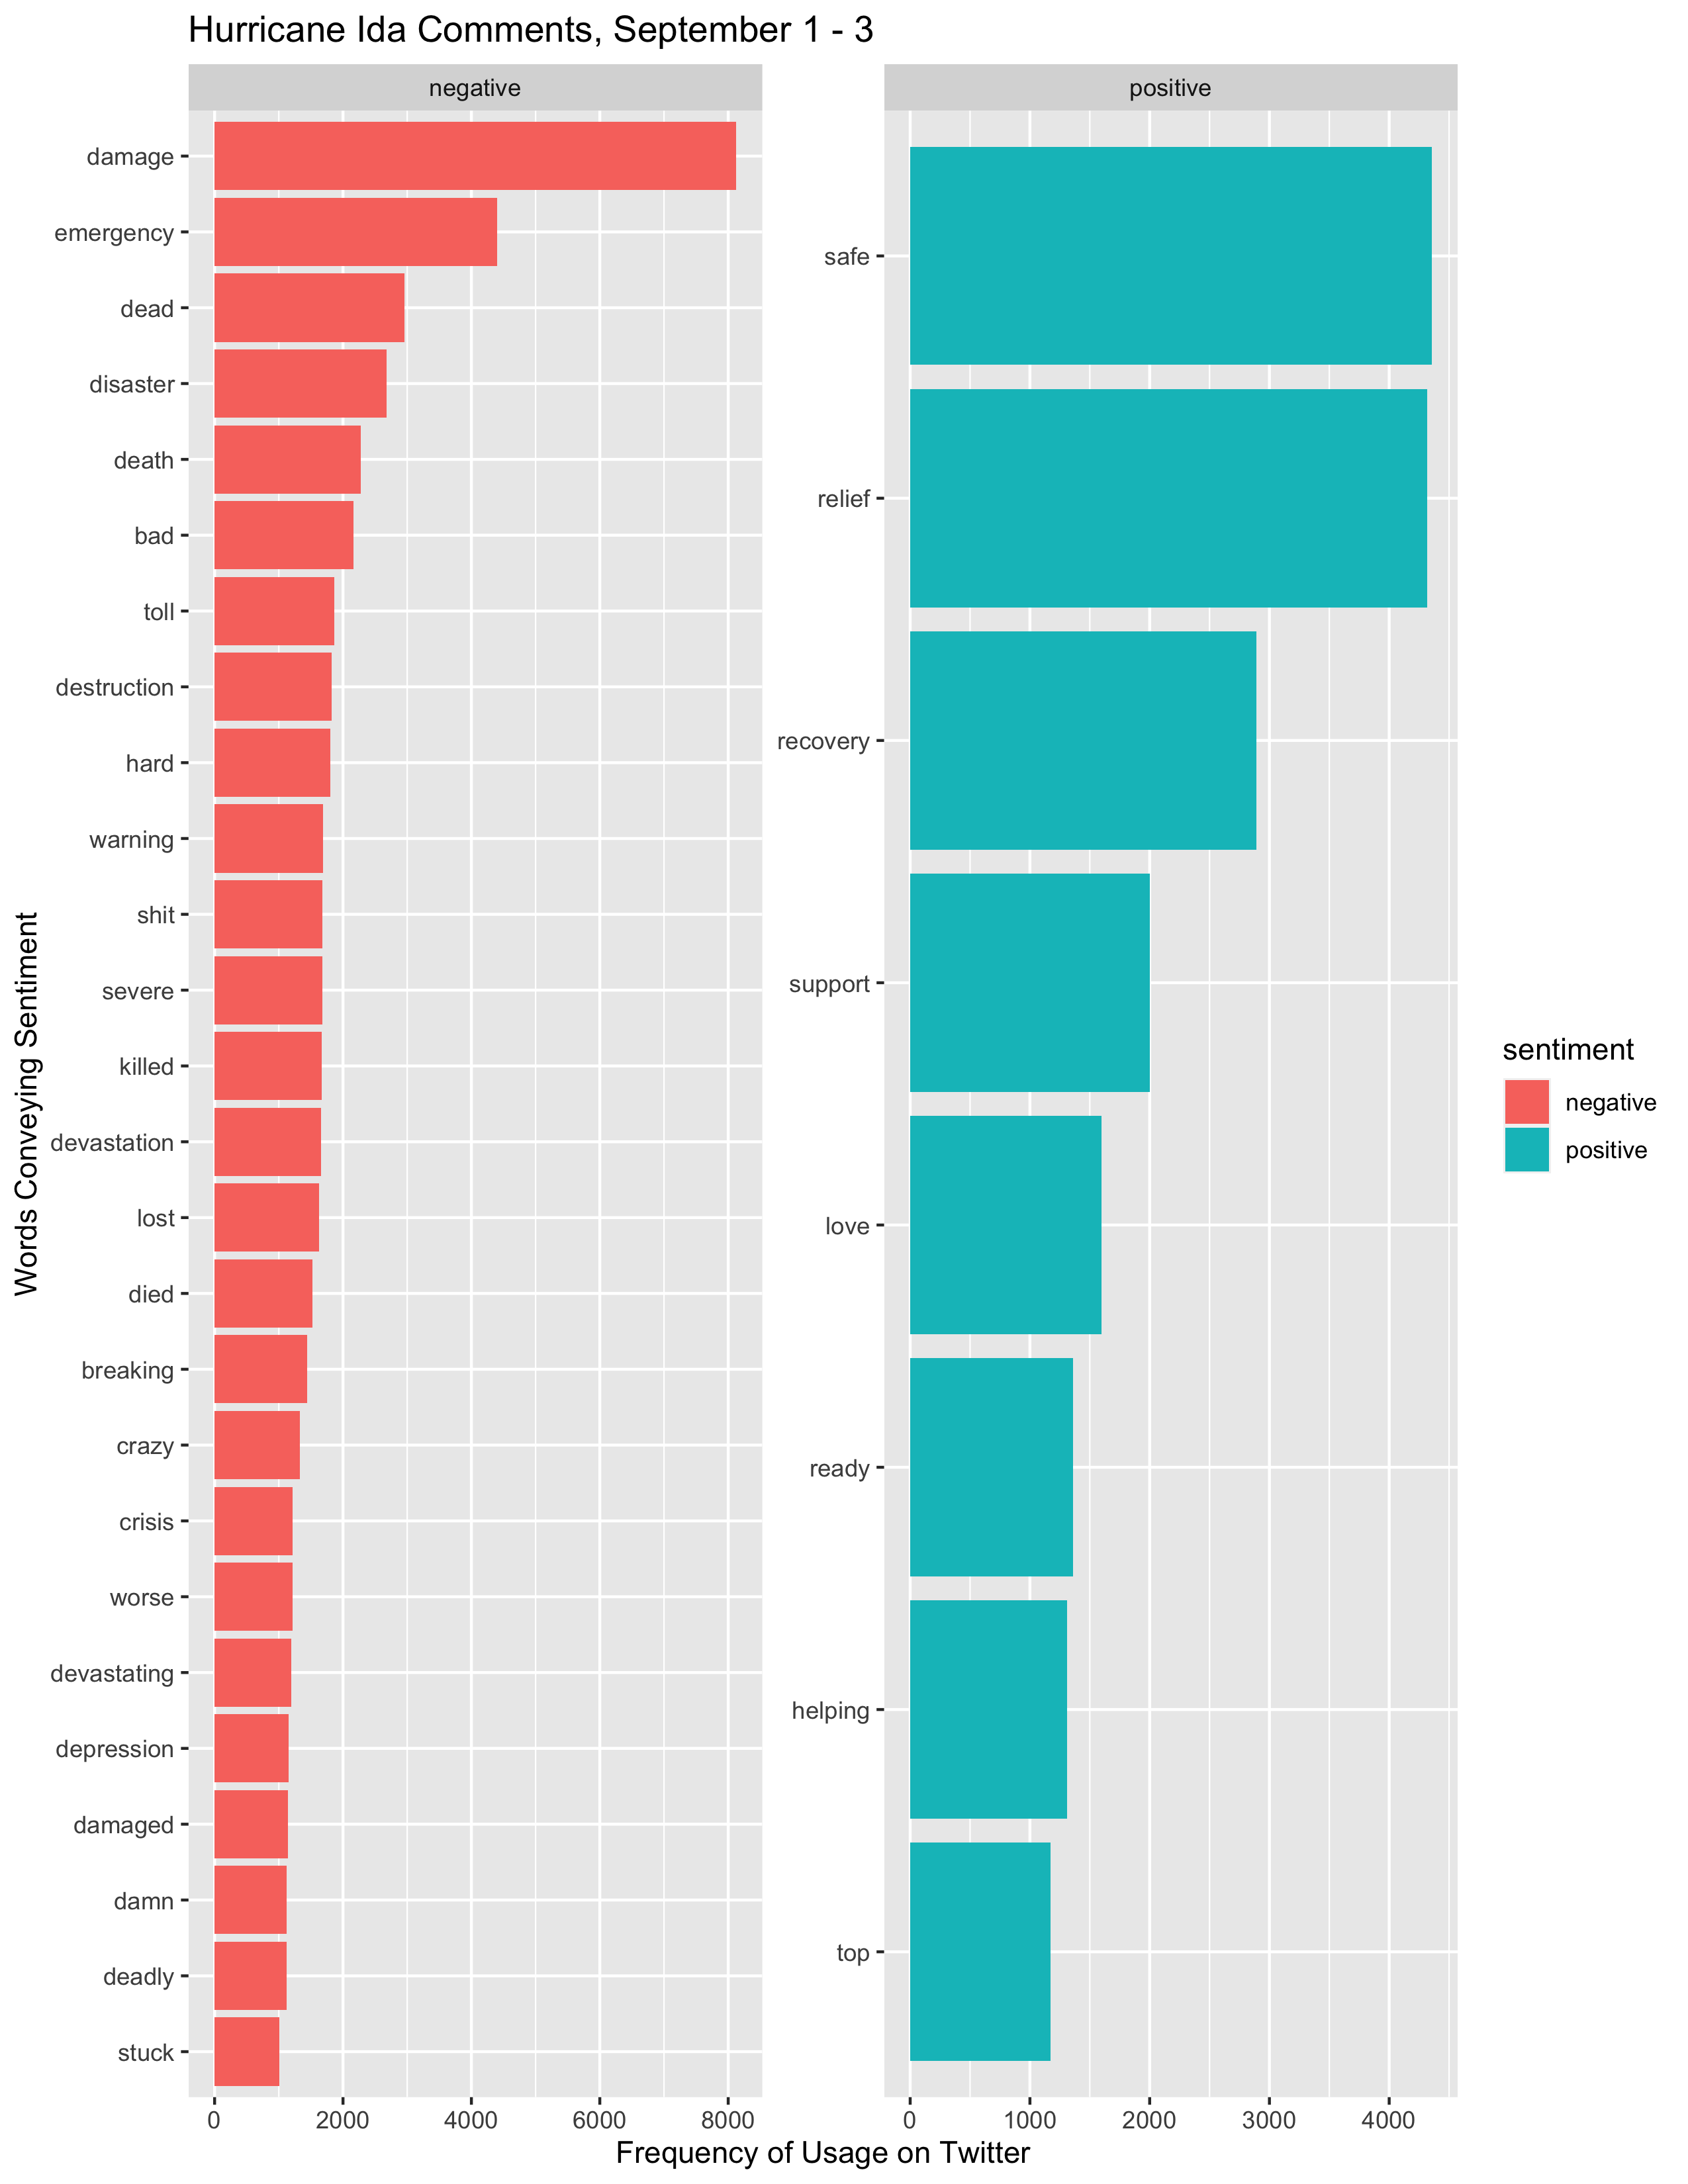 Hurricane Ida Comments, September 1 - 3
negative
positive
Words Conveying Sentiment
damage
emergency
dead
disaster
death
bad
toll
destruction
hard
warning
shit
severe
killed
devastation
lost
died
breaking
crazy
crisis
worse
devastating
depression
damaged
damn
deadly
stuck
0 2000 4000 6000 8000
safe
relief
recovery
support
love
ready
helping
top
0 1000 2000 3000 4000
Frequency of Usage on Twitter
sentiment
negative
positive